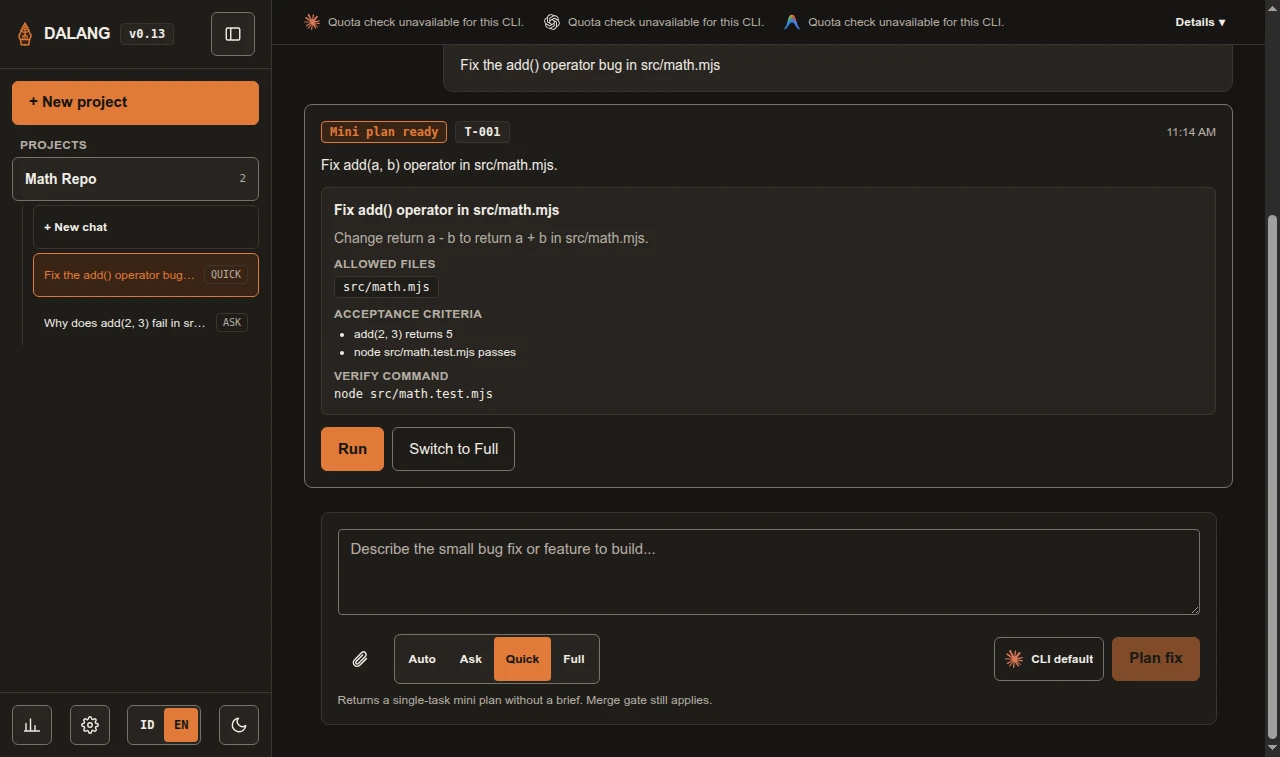 DALANG v0.13
Quota check unavailable for this CLI. Quota check unavailable for this CLI. Quota check unavailable for this CLI. Details ▾
+ New project
PROJECTS
Math Repo 2
+ New chat
Fix the add() operator bug... QUICK
Why does add(2, 3) fail in sr... ASK
ID EN
Fix the add() operator bug in src/math.mjs
Mini plan ready T-001 11:14 AM
Fix add(a, b) operator in src/math.mjs.
Fix add() operator in src/math.mjs
Change return a - b to return a + b in src/math.mjs.
ALLOWED FILES
src/math.mjs
ACCEPTANCE CRITERIA
• add(2, 3) returns 5
• node src/math.test.mjs passes
VERIFY COMMAND
node src/math.test.mjs
Run Switch to Full
Describe the small bug fix or feature to build...
Auto Ask Quick Full CLI default Plan fix
Returns a single-task mini plan without a brief. Merge gate still applies.